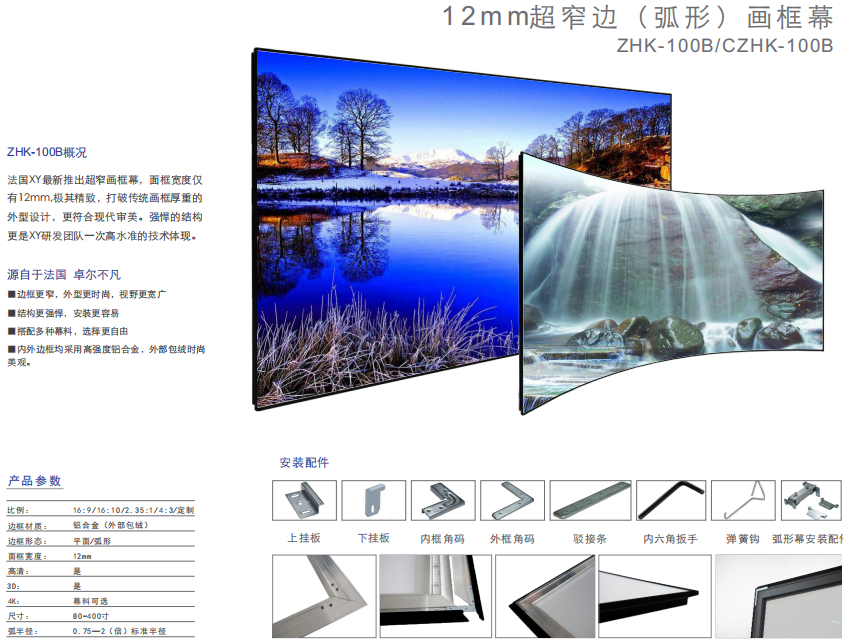 12mm超窄边（弧形）画框幕
ZHK-100B/CZHK-100B
ZHK-100B概况
法国XY最新推出超窄画框幕，面框宽度仅
有12mm,极其精致，打破传统画框厚重的
外型设计，更符合现代审美。强悍的结构
更是XY研发团队一次高水准的技术体现。
源自于法国 卓尔不凡
■边框更窄，外型更时尚，视野更宽广
■结构更强悍，安装更容易
■搭配多种幕料，选择更自由
■内外边框均采用高强度铝合金，外部包绒时尚
美观。
产品参数
比例： 16:9/16:10/2.35:1/4:3/定制
边框材质： 铝合金（外部包绒）
边框形态： 平面/弧形
面框宽度： 12mm
高清： 是
3D： 是
4K： 幕料可选
尺寸： 80-400寸
弧半径： 0.75—2（倍）标准半径
安装配件
上挂板 下挂板 内框角码 外框角码 驳接条 内六角扳手 弹簧钩 弧形幕安装配件